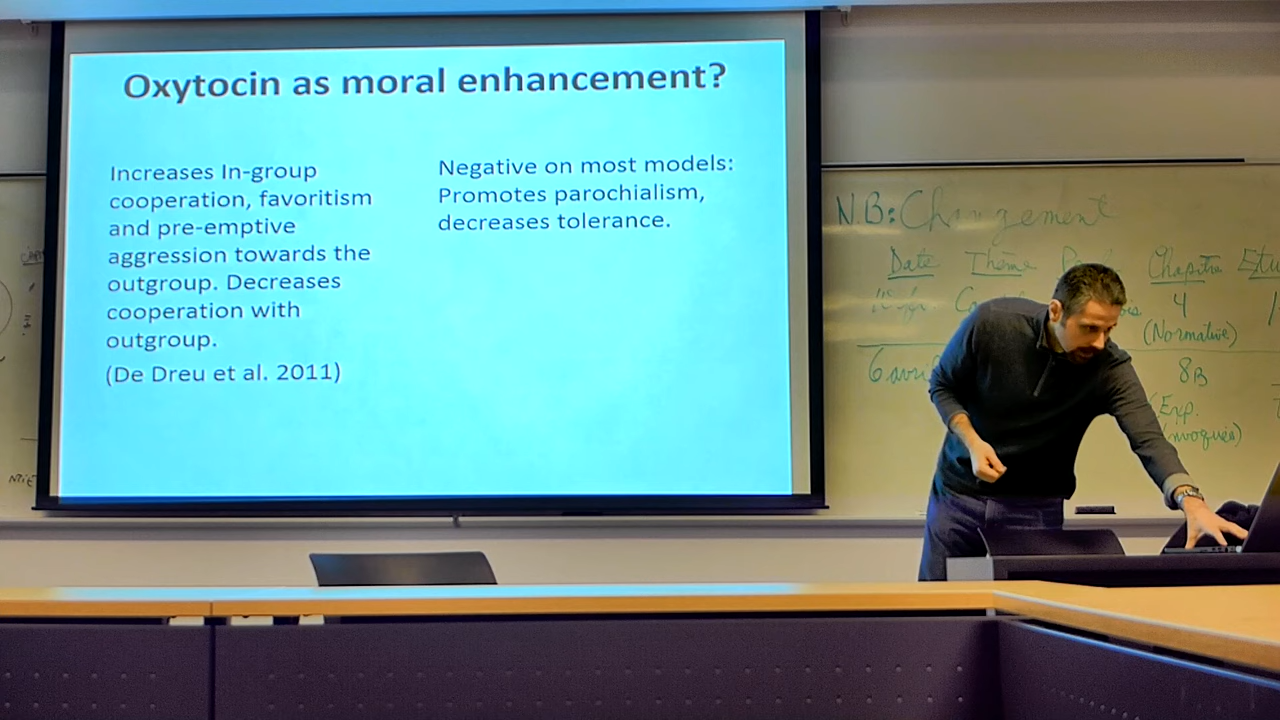 Oxytocin as moral enhancement?
Increases In-group
cooperation, favoritism
and pre-emptive
aggression towards the
outgroup. Decreases
cooperation with
outgroup.
(De Dreu et al. 2011)
Negative on most models:
Promotes parochialism,
decreases tolerance.
N.B: Changement
Date Thème Chapitre
4
(Normative)
6 avril 8B